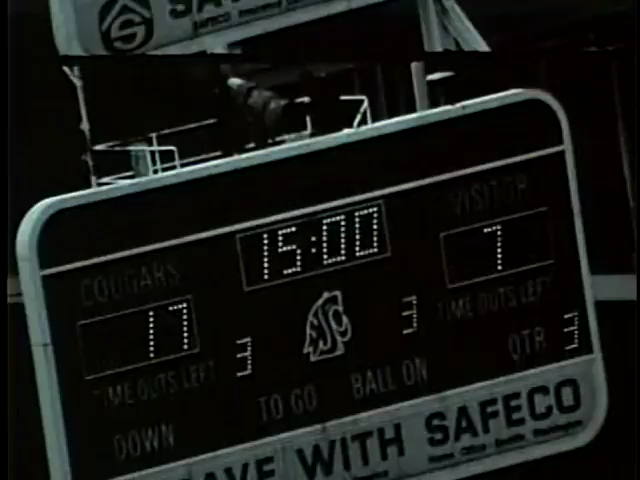 SAFECO
VISITOR
15:00
COUGARS
7
17
TIME OUTS LEFT
3
3
TIME OUTS LEFT
QTR 3
TO GO
BALL ON
DOWN
SAVE WITH SAFECO